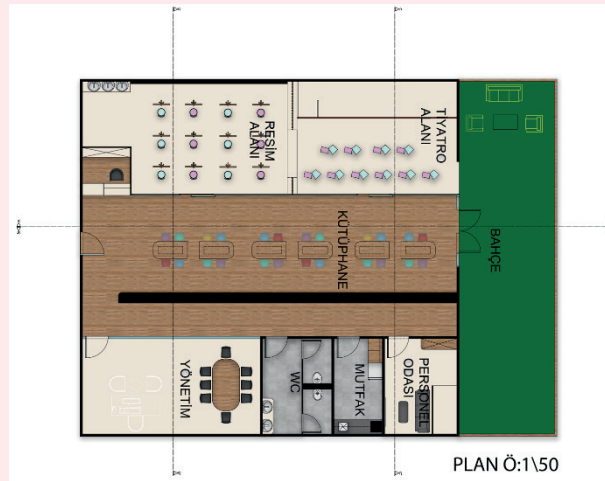 RESİM
ALANI
TİYATRO
ALANI
KÜTÜPHANE
BAHÇE
YÖNETİM
WC
MUTFAK
PERSONEL
ODASI
PLAN Ö:1\50